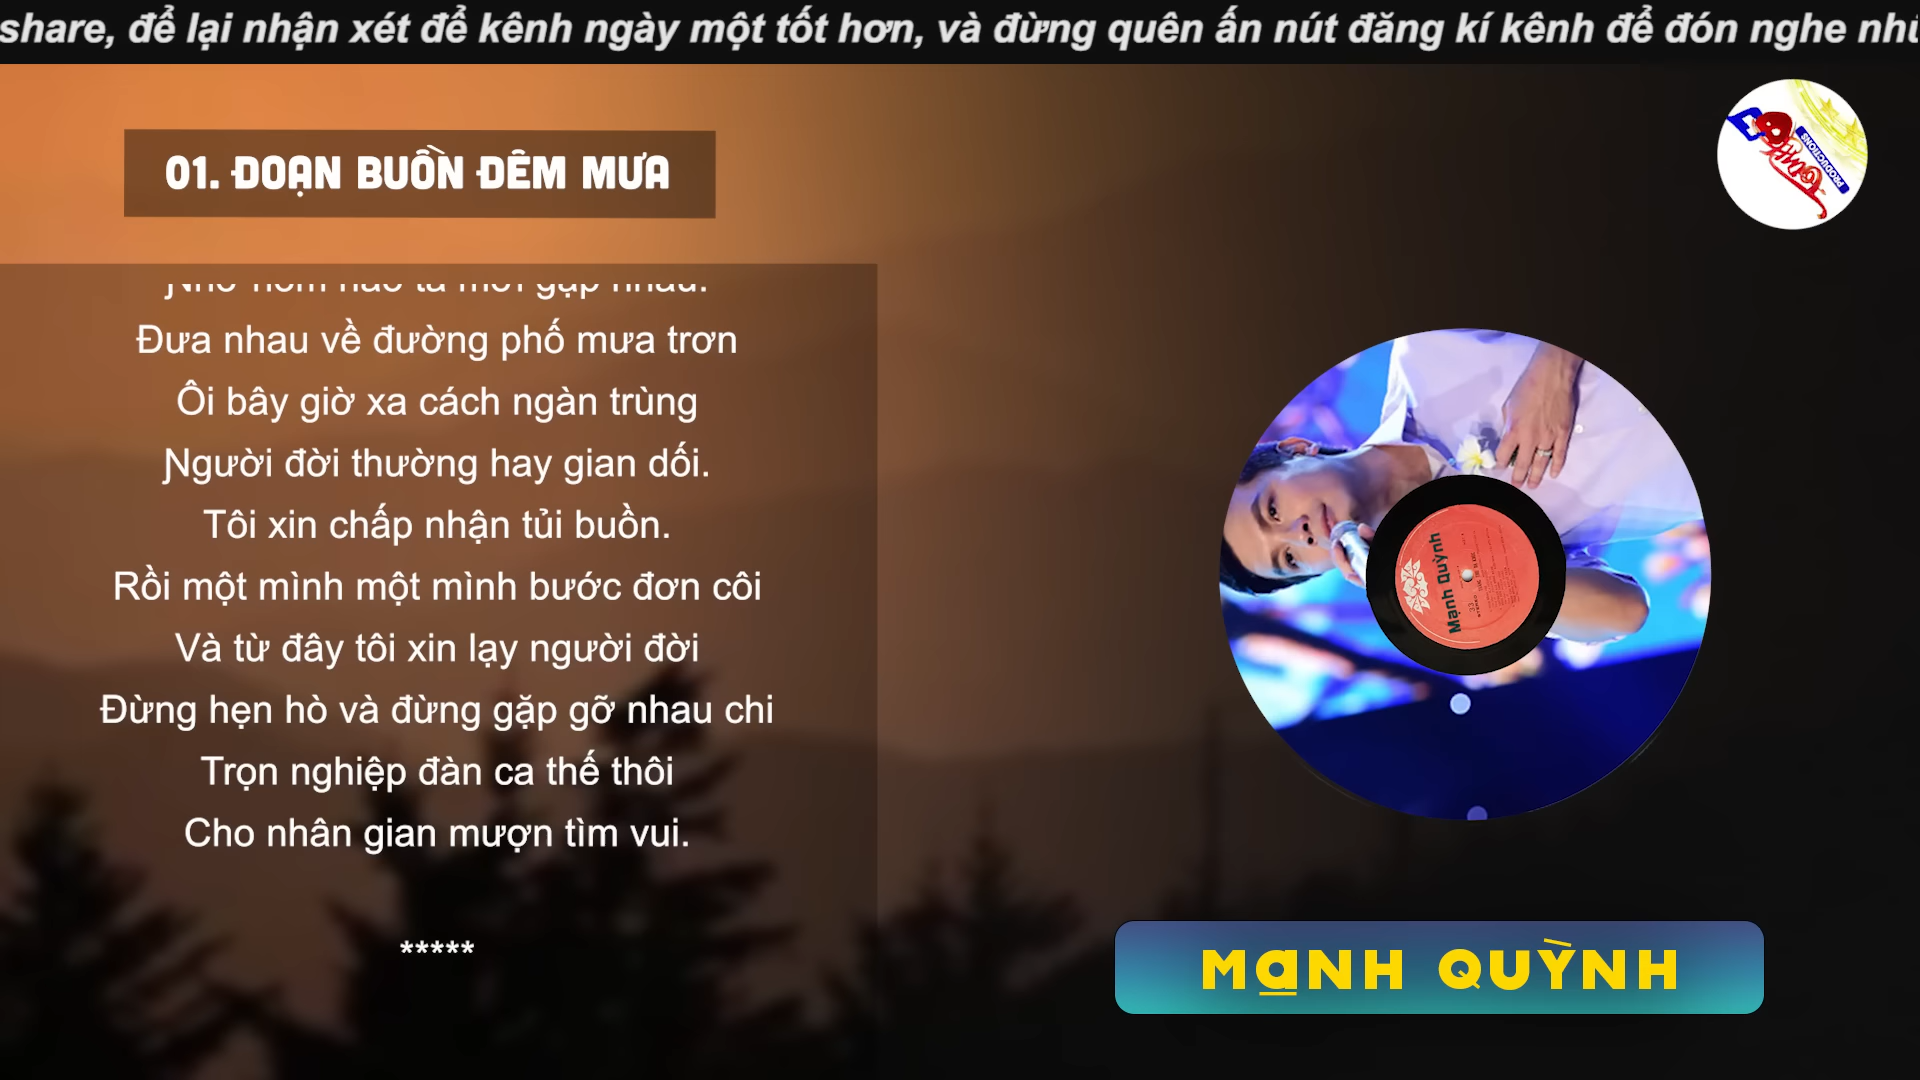 share, để lại nhận xét để kênh ngày một tốt hơn, và đừng quên ấn nút đăng kí kênh để đón nghe
01. ĐOẠN BUỒN ĐÊM MƯA
PRODUCTIONS
Nhớ hôm nào ta mới gặp nhau.
Đưa nhau về đường phố mưa trơn
Ôi bây giờ xa cách ngàn trùng
Người đời thường hay gian dối.
Tôi xin chấp nhận tủi buồn.
Rồi một mình một mình bước đơn côi
Và từ đây tôi xin lạy người đời
Đừng hẹn hò và đừng gặp gỡ nhau chi
Trọn nghiệp đàn ca thế thôi
Cho nhân gian mượn tìm vui.
*****
Mạnh Quỳnh
MẠNH QUỲNH